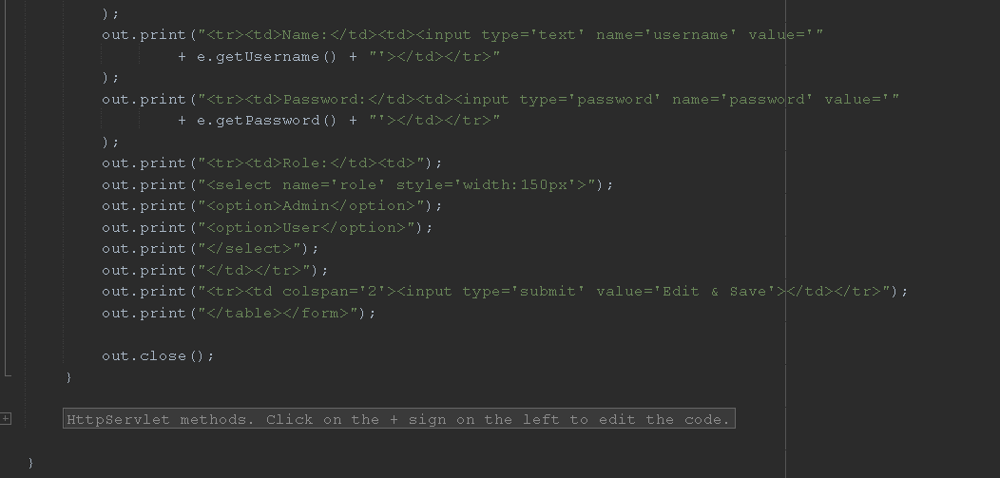 );
out.print("<tr><td>Name:</td><td><input type='text' name='username' value='"
+ e.getUsername() + "'></td></tr>"
);
out.print("<tr><td>Password:</td><td><input type='password' name='password' value='"
+ e.getPassword() + "'></td></tr>"
);
out.print("<tr><td>Role:</td><td>");
out.print("<select name='role' style='width:150px'>");
out.print("<option>Admin</option>");
out.print("<option>User</option>");
out.print("</select>");
out.print("</td></tr>");
out.print("<tr><td colspan='2'><input type='submit' value='Edit & Save'></td></tr>");
out.print("</table></form>");
out.close();
}
HttpServlet methods. Click on the + sign on the left to edit the code.
}